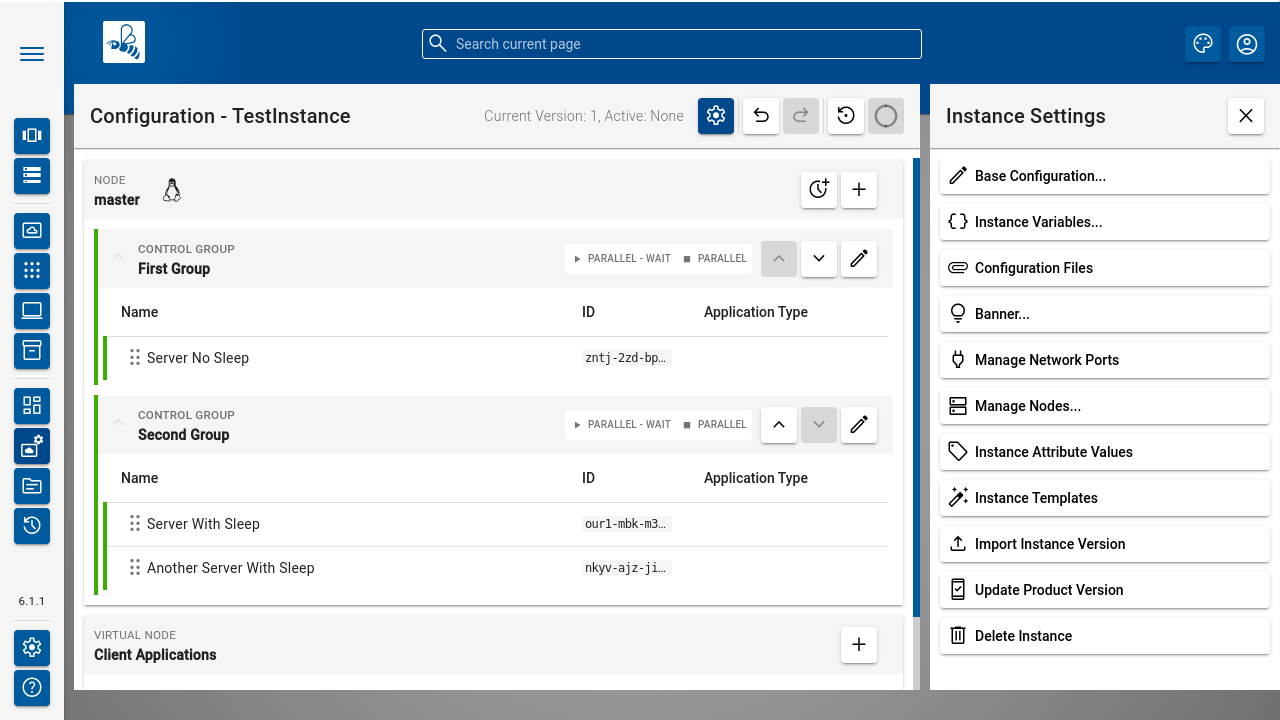 Search current page
Configuration - TestInstance
Current Version: 1, Active: None
Instance Settings
NODE
master
CONTROL GROUP
First Group
PARALLEL - WAIT
PARALLEL
Name
ID
Application Type
Server No Sleep
zntj-2zd-bp…
CONTROL GROUP
Second Group
PARALLEL - WAIT
PARALLEL
Name
ID
Application Type
Server With Sleep
our1-mbk-m3…
Another Server With Sleep
nkyv-ajz-ji…
VIRTUAL NODE
Client Applications
Base Configuration...
Instance Variables...
Configuration Files
Banner...
Manage Network Ports
Manage Nodes...
Instance Attribute Values
Instance Templates
Import Instance Version
Update Product Version
Delete Instance
6.1.1